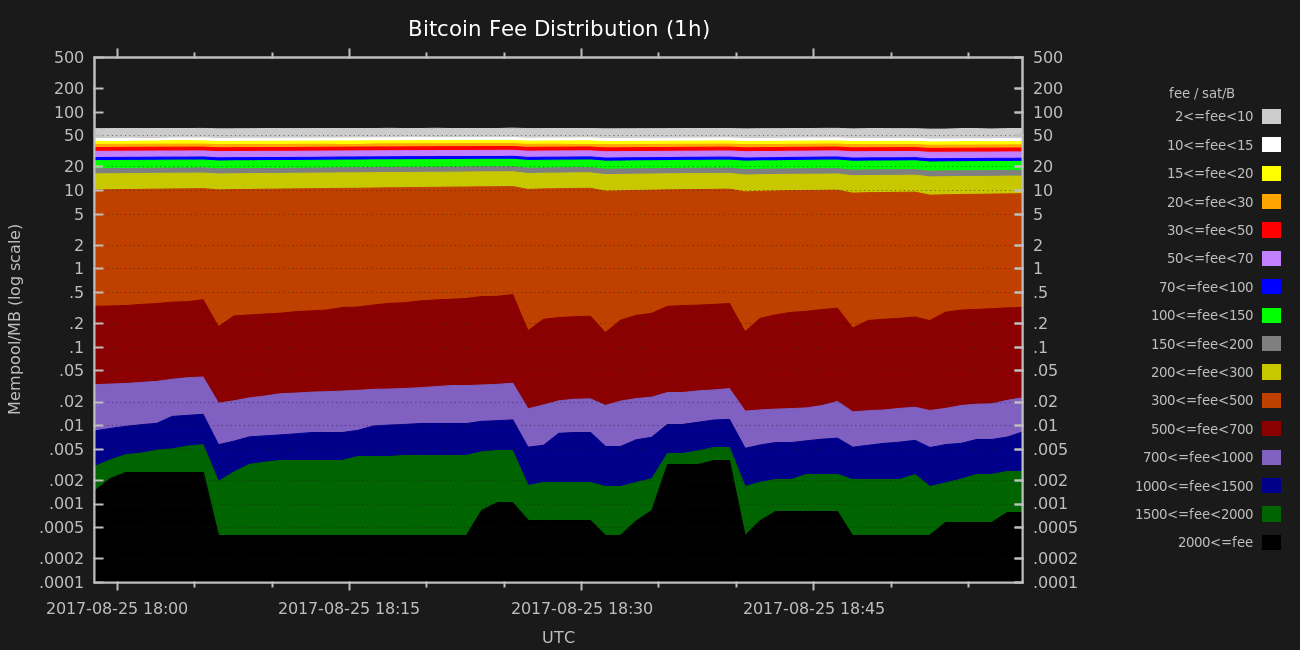 Bitcoin Fee Distribution (1h)
500 500
200 200
100 100
50 50
20 20
10 10
5 5
2 2
1 1
.5 .5
.2 .2
.1 .1
.05 .05
.02 .02
.01 .01
.005 .005
.002 .002
.001 .001
.0005 .0005
.0002 .0002
.0001 .0001
Mempool/MB (log scale)
2017-08-25 18:00 2017-08-25 18:15 2017-08-25 18:30 2017-08-25 18:45
UTC
fee / sat/B
2<=fee<10
10<=fee<15
15<=fee<20
20<=fee<30
30<=fee<50
50<=fee<70
70<=fee<100
100<=fee<150
150<=fee<200
200<=fee<300
300<=fee<500
500<=fee<700
700<=fee<1000
1000<=fee<1500
1500<=fee<2000
2000<=fee